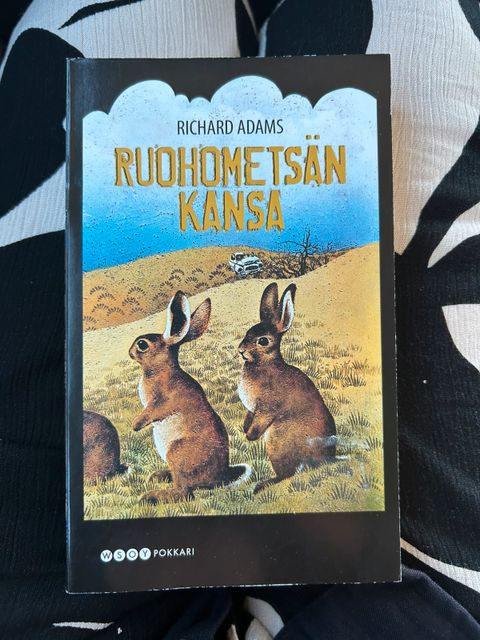 RICHARD ADAMS
RUOHOMETSÄN
KANSA
WSOY POKKARI